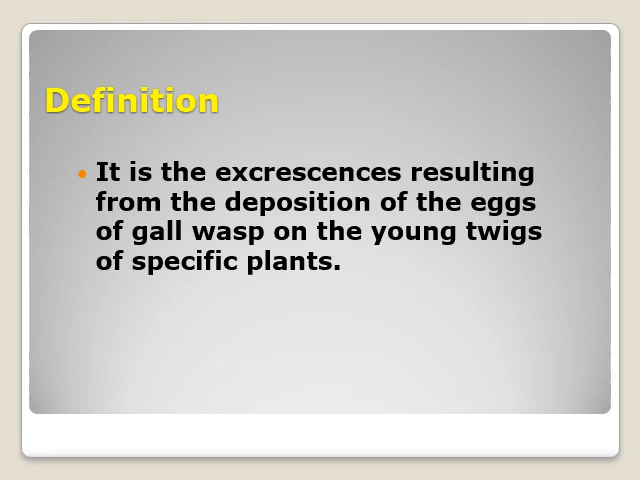 Definition
It is the excrescences resulting
from the deposition of the eggs
of gall wasp on the young twigs
of specific plants.